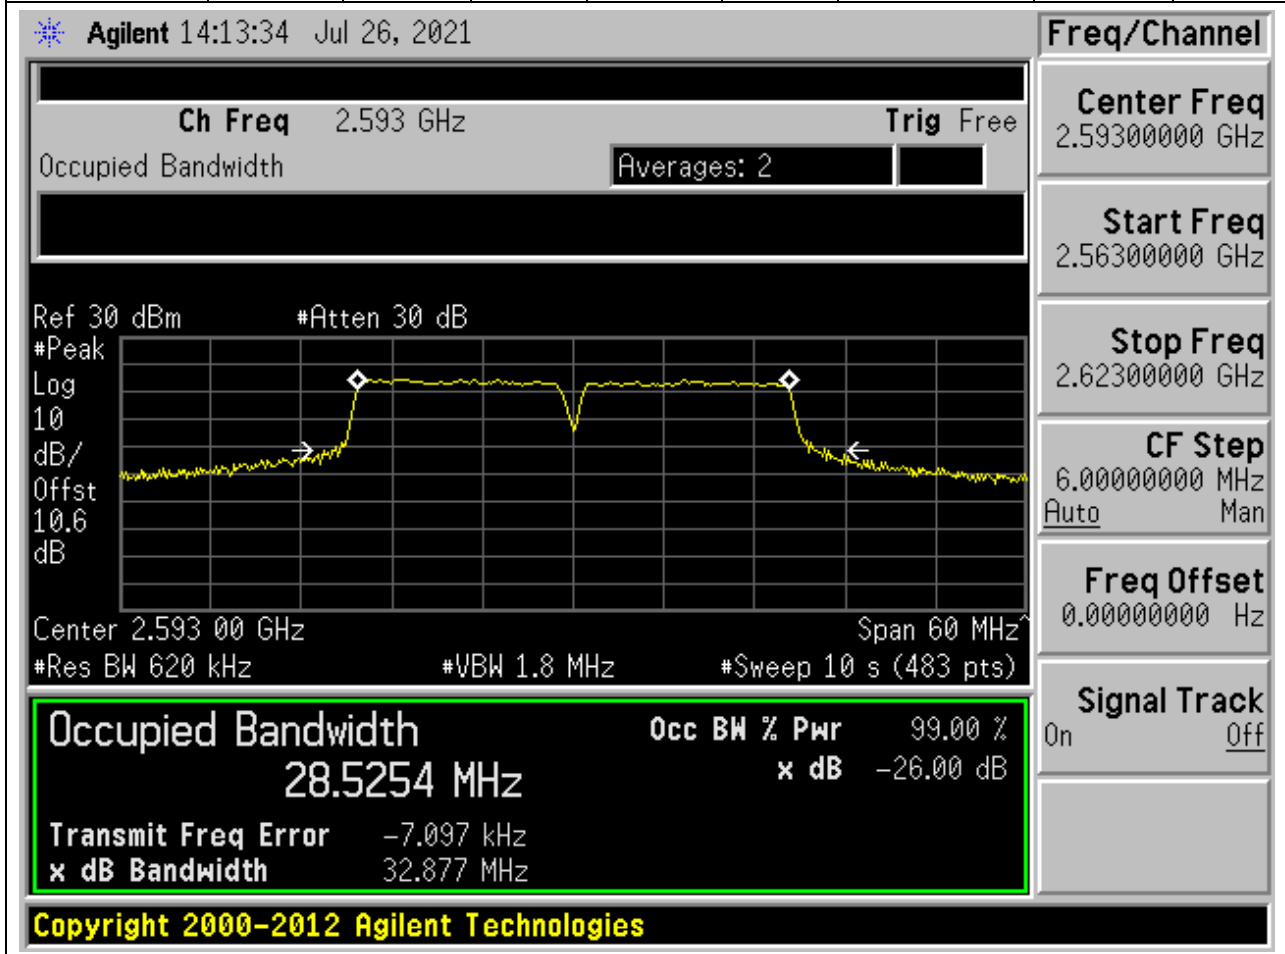 Agilent 14:13:34 Jul 26, 2021
Freq/Channel
Ch Freq 2.593 GHz Trig Free
Occupied Bandwidth Averages: 2
Center Freq
2.59300000 GHz
Start Freq
2.56300000 GHz
Stop Freq
2.62300000 GHz
CF Step
6.00000000 MHz
Auto Man
Freq Offset
0.00000000 Hz
Signal Track
On Off
Ref 30 dBm #Atten 30 dB
#Peak
Log
10
dB/
Offst
10.6
dB
Center 2.593 00 GHz Span 60 MHz^
#Res BW 620 kHz #VBW 1.8 MHz #Sweep 10 s (483 pts)
Occupied Bandwidth Occ BW % Pwr 99.00 %
28.5254 MHz x dB -26.00 dB
Transmit Freq Error -7.097 kHz
x dB Bandwidth 32.877 MHz
Copyright 2000-2012 Agilent Technologies